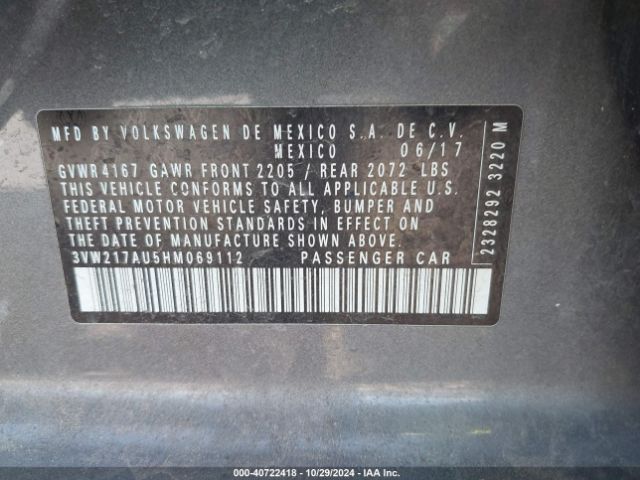 MFD BY VOLKSWAGEN DE MEXICO S.A. DE C.V.
MEXICO 06/17
GVWR 4167 GAWR FRONT 2205 / REAR 2072 LBS
THIS VEHICLE CONFORMS TO ALL APPLICABLE U.S.
FEDERAL MOTOR VEHICLE SAFETY, BUMPER AND
THEFT PREVENTION STANDARDS IN EFFECT ON
THE DATE OF MANUFACTURE SHOWN ABOVE.
3VW217AU5HM069112 PASSENGER CAR
2328292 3220 M
000-40722418 - 10/29/2024 - IAA Inc.